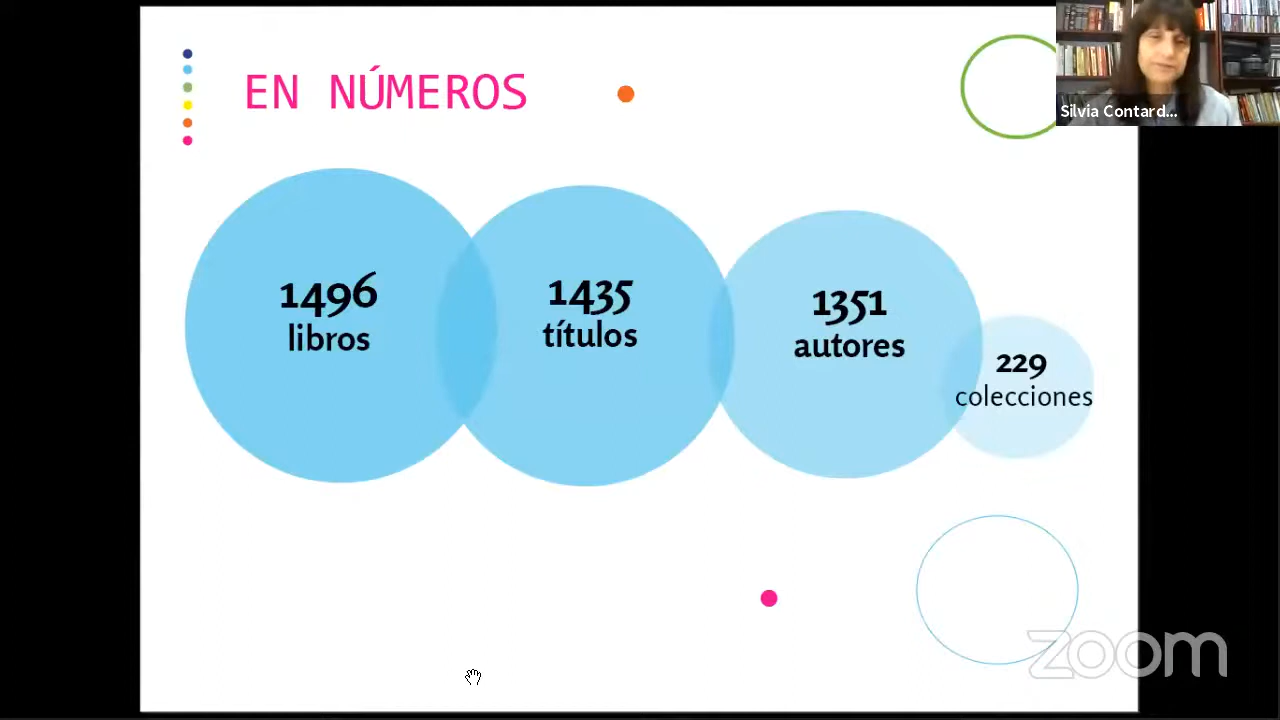 EN NÚMEROS
Silvia Contard...
1496
libros
1435
títulos
1351
autores
229
colecciones
zoom